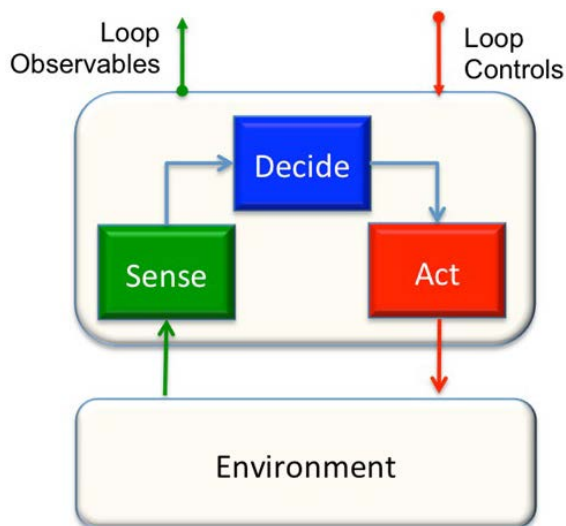 Loop
Observables
Loop
Controls
Decide
Sense
Act
Environment